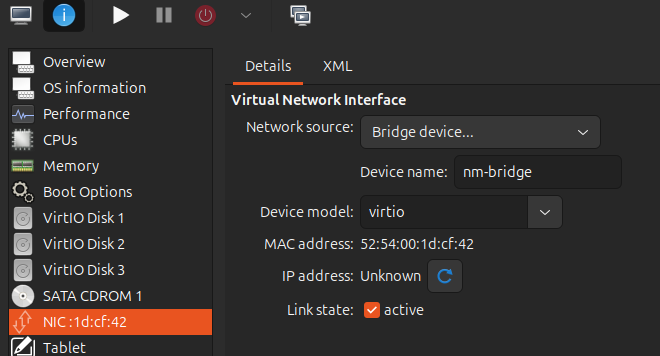 Overview
OS information
Performance
CPUs
Memory
Boot Options
VirtIO Disk 1
VirtIO Disk 2
VirtIO Disk 3
SATA CDROM 1
NIC :1d:cf:42
Tablet
Details XML
Virtual Network Interface
Network source: Bridge device...
Device name: nm-bridge
Device model: virtio
MAC address: 52:54:00:1d:cf:42
IP address: Unknown
Link state: active